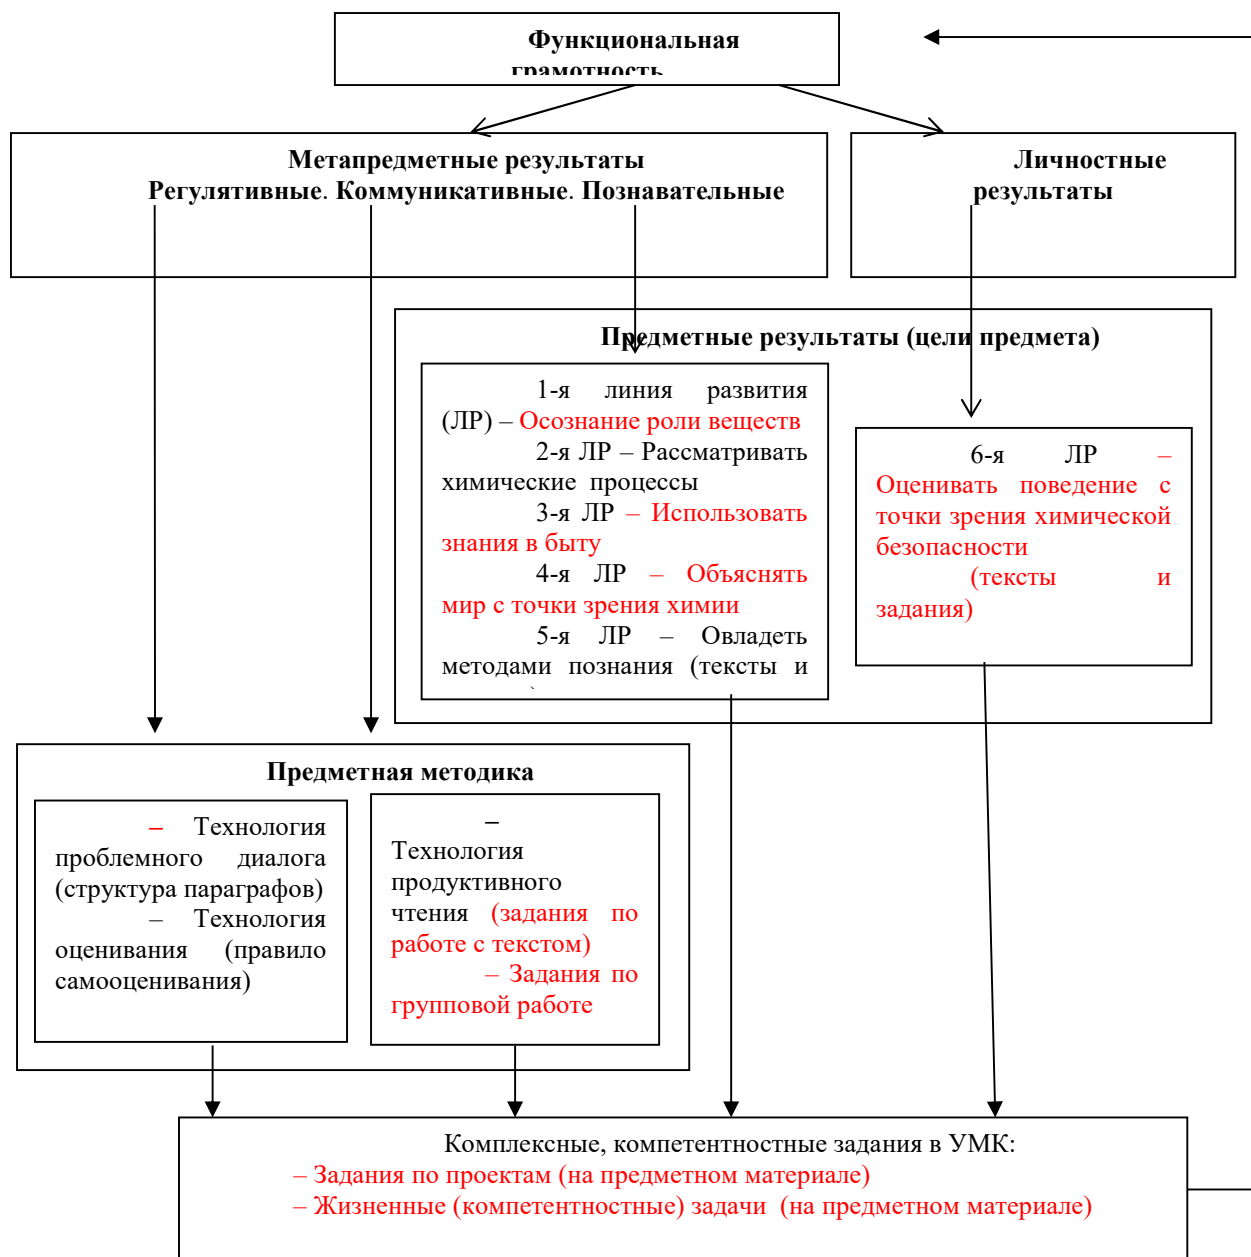 Функциональная
грамотность
Метапредметные результаты
Регулятивные. Коммуникативные. Познавательные
Личностные
результаты
Предметные результаты (цели предмета)
1-я линия развития
(ЛР) – Осознание роли веществ
2-я ЛР – Рассматривать
химические процессы
3-я ЛР – Использовать
знания в быту
4-я ЛР – Объяснять
мир с точки зрения химии
5-я ЛР – Овладеть
методами познания (тексты и
6-я ЛР –
Оценивать поведение с
точки зрения химической
безопасности
(тексты и
задания)
Предметная методика
– Технология
проблемного диалога
(структура параграфов)
– Технология
оценивания (правило
самооценивания)
–
Технология
продуктивного
чтения (задания по
работе с текстом)
– Задания по
групповой работе
Комплексные, компетентностные задания в УМК:
– Задания по проектам (на предметном материале)
– Жизненные (компетентностные) задачи (на предметном материале)